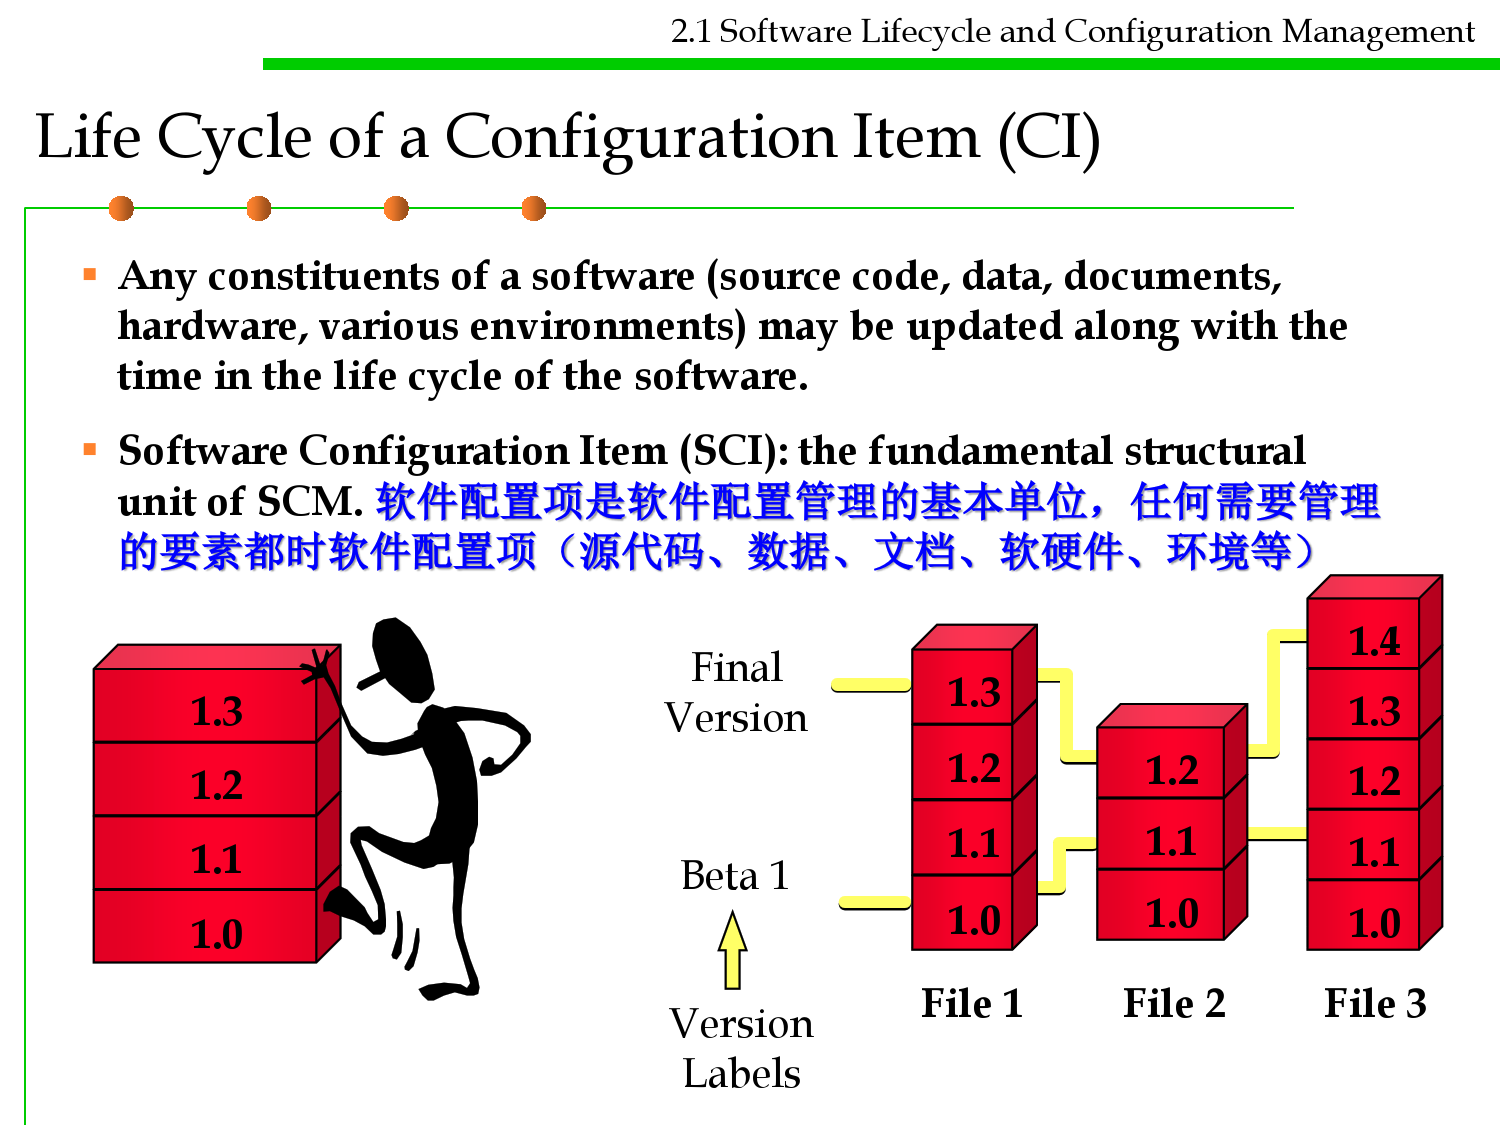 2.1 Software Lifecycle and Configuration Management
Life Cycle of a Configuration Item (CI)
Any constituents of a software (source code, data, documents,
hardware, various environments) may be updated along with the
time in the life cycle of the software.
Software Configuration Item (SCI): the fundamental structural
unit of SCM. 软件配置项是软件配置管理的基本单位，任何需要管理
的要素都时软件配置项（源代码、数据、文档、软硬件、环境等）
1.3
1.2
1.1
1.0
Final
Version
Beta 1
Version
Labels
1.3
1.2
1.1
1.0
File 1
1.2
1.1
1.0
File 2
1.4
1.3
1.2
1.1
1.0
File 3